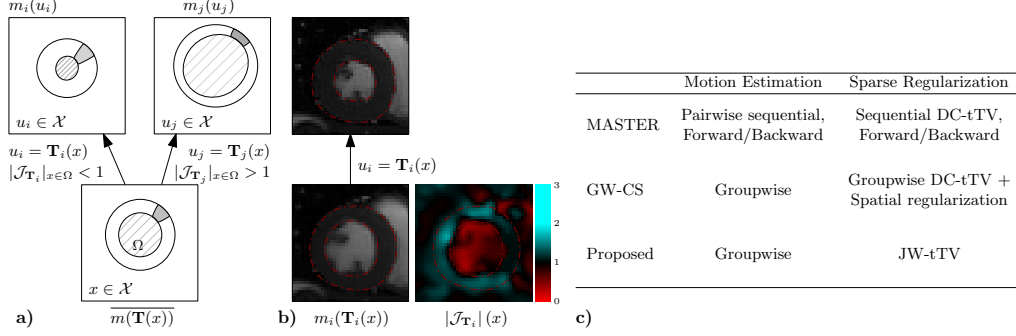 m_i(u_i)
m_j(u_j)
u_i ∈ 𝒳
u_j ∈ 𝒳
u_i = T_i(x)
u_j = T_j(x)
|𝒥_{T_i}|_{x∈Ω} < 1
|𝒥_{T_j}|_{x∈Ω} > 1
Ω
x ∈ 𝒳
a)
\overline{m(T(x))}
u_i = T_i(x)
3
2
1
0
b)
m_i(T_i(x))
|𝒥_{T_i}| (x)
Motion Estimation Sparse Regularization
MASTER Pairwise sequential, Sequential DC-tTV,
Forward/Backward Forward/Backward
GW-CS Groupwise Groupwise DC-tTV +
Spatial regularization
Proposed Groupwise JW-tTV
c)